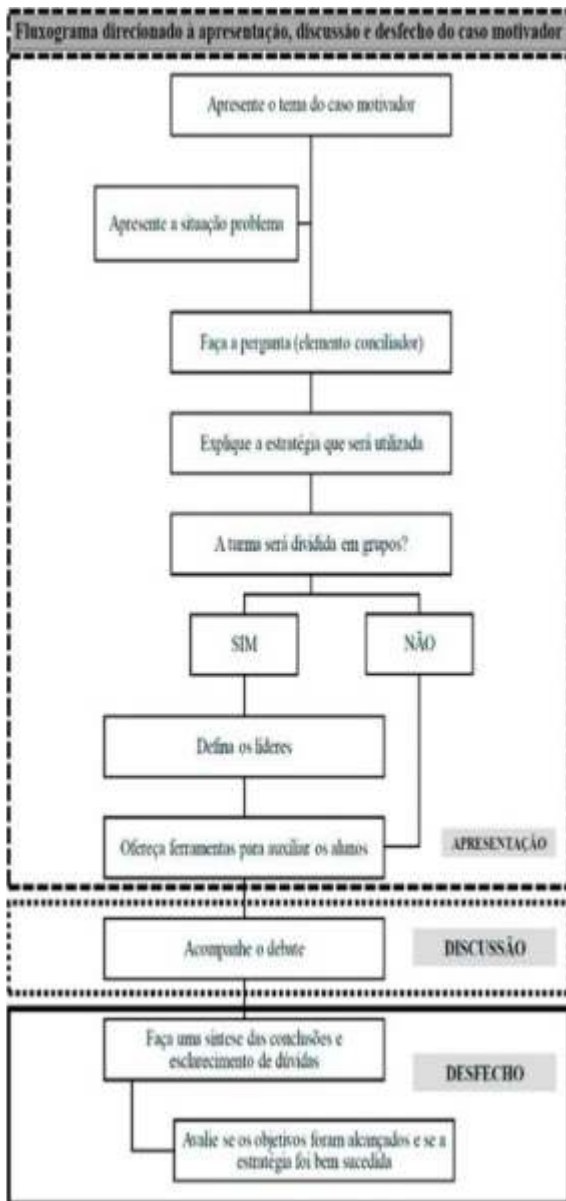 Fluxograma direcionado à apresentação, discussão e desfecho do caso motivador
Apresente o tema do caso motivador
Apresente a situação problema
Faça a pergunta (elemento conciliador)
Explique a estratégia que será utilizada
A turma será dividida em grupos?
SIM
NÃO
Defina os líderes
Ofereça ferramentas para auxiliar os alunos
APRESENTAÇÃO
Acompanhe o debate
DISCUSSÃO
Faça uma síntese das conclusões e
esclarecimento de dúvidas
DESFECHO
Avalie se os objetivos foram alcançados e se a
estratégia foi bem sucedida